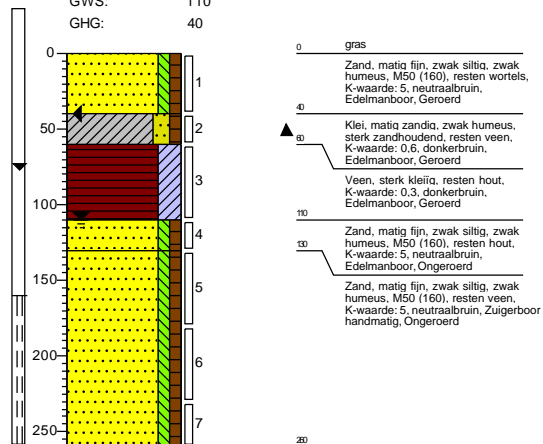 GWS: 110
GHG: 40
0
50
100
150
200
250
1
2
3
4
5
6
7
0 gras
Zand, matig fijn, zwak siltig, zwak
humeus, M50 (160), resten wortels,
K-waarde: 5, neutraalbruin,
Edelmanboor, Geroerd
40
Klei, matig zandig, zwak humeus,
sterk zandhoudend, resten veen,
K-waarde: 0,6, donkerbruin,
Edelmanboor, Geroerd
60
Veen, sterk kleiïg, resten hout,
K-waarde: 0,3, donkerbruin,
Edelmanboor, Geroerd
110
Zand, matig fijn, zwak siltig, zwak
humeus, M50 (160), resten hout,
K-waarde: 5, neutraalbruin,
Edelmanboor, Ongeroerd
130
Zand, matig fijn, zwak siltig, zwak
humeus, M50 (160), resten veen,
K-waarde: 5, neutraalbruin, Zuigerboor
handmatig, Ongeroerd
260